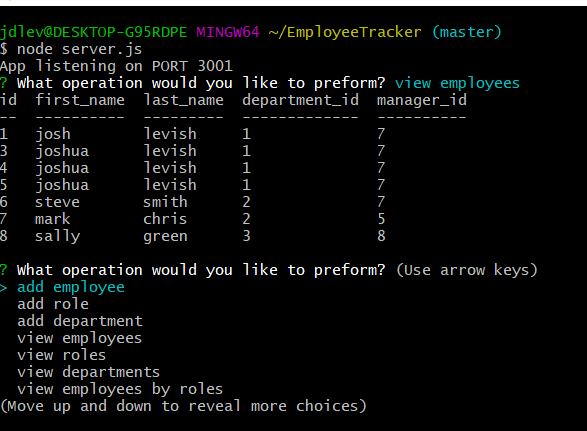 jdlev@DESKTOP-G95RDPE MINGW64 ~/EmployeeTracker (master)
$ node server.js
App listening on PORT 3001
? What operation would you like to preform? view employees
id  first_name  last_name  department_id  manager_id
--  ----------  ---------  -------------  ----------
1   josh        levish     1              7
3   joshua      levish     1              7
4   joshua      levish     1              7
5   joshua      levish     1              7
6   steve       smith      2              7
7   mark        chris      2              5
8   sally       green      3              8
? What operation would you like to preform? (Use arrow keys)
> add employee
  add role
  add department
  view employees
  view roles
  view departments
  view employees by roles
(Move up and down to reveal more choices)